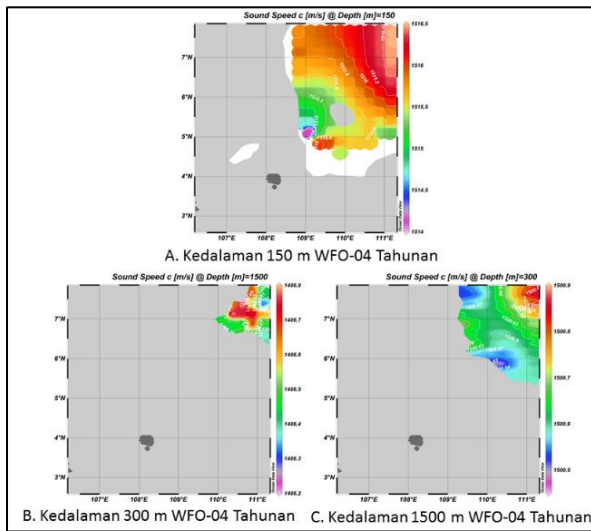 Sound Speed c [m/s] @ Depth [m]=150
7°N
6°N
5°N
4°N
3°N
107°E
108°E
109°E
110°E
111°E
1516.5
1516
1515.5
1515
1514.5
1514
A. Kedalaman 150 m WFO-04 Tahunan
Sound Speed c [m/s] @ Depth [m]=1500
7°N
6°N
5°N
4°N
3°N
107°E
108°E
109°E
110°E
111°E
1486.8
1486.7
1486.6
1486.5
1486.4
1486.3
1486.2
B. Kedalaman 300 m WFO-04 Tahunan
Sound Speed c [m/s] @ Depth [m]=300
7°N
6°N
5°N
4°N
3°N
107°E
108°E
109°E
110°E
111°E
1500.9
1500.8
1500.7
1500.6
1500.5
C. Kedalaman 1500 m WFO-04 Tahunan